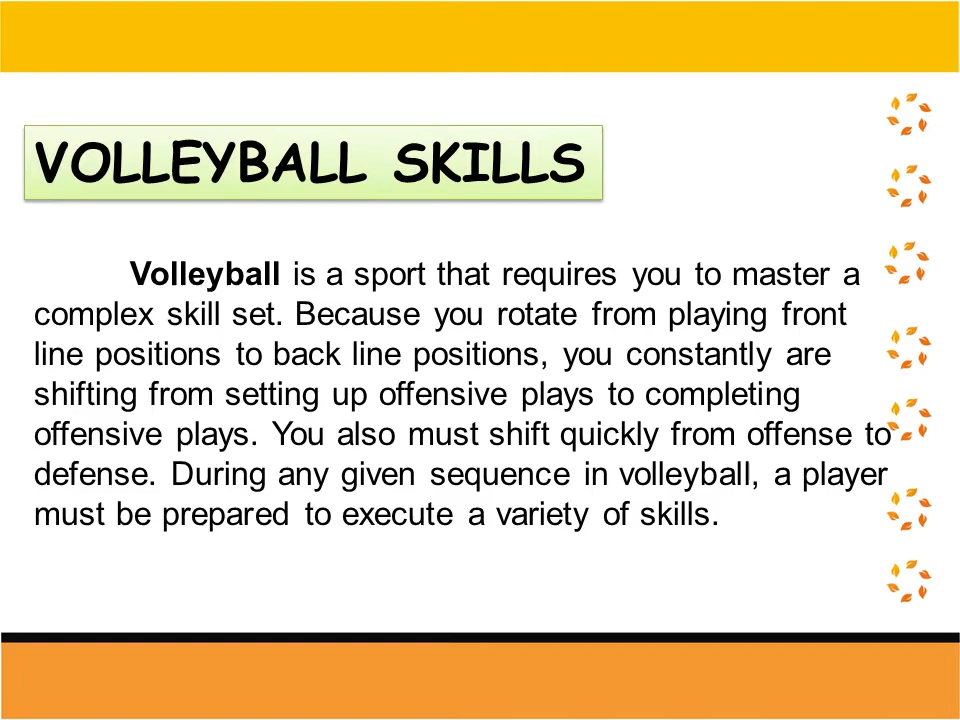 VOLLEYBALL SKILLS
Volleyball is a sport that requires you to master a
complex skill set. Because you rotate from playing front
line positions to back line positions, you constantly are
shifting from setting up offensive plays to completing
offensive plays. You also must shift quickly from offense to
defense. During any given sequence in volleyball, a player
must be prepared to execute a variety of skills.